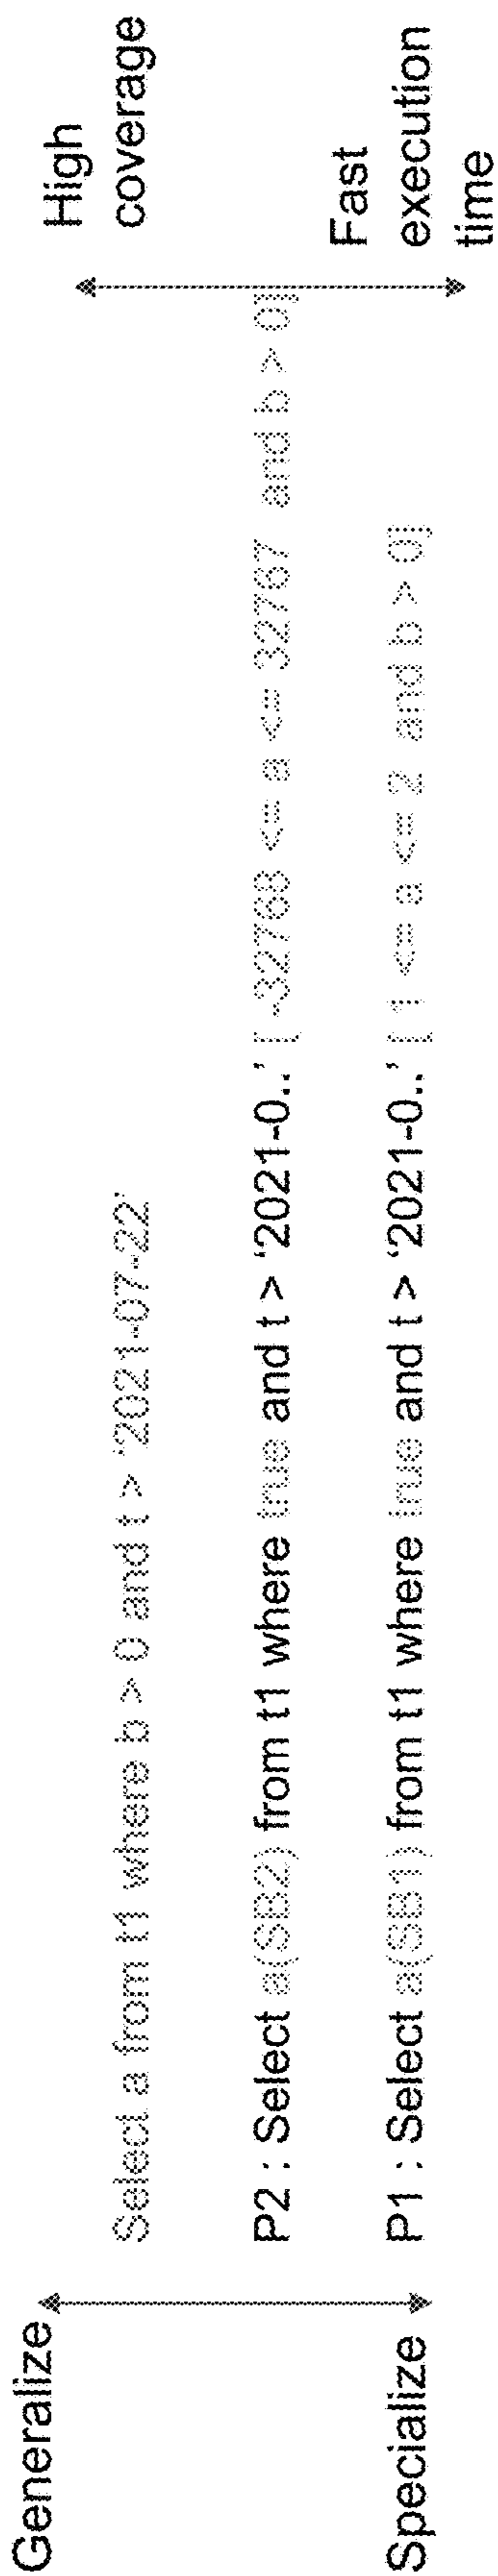 Generalize
High
coverage
Select a from t1 where b > 0 and t > '2021-07-22'
P2 : Select a(SB2) from t1 where true and t > ‘2021-0..’ [ -32768 <= a <= 32767 and b > 0]
P1 : Select a(SB1) from t1 where true and t > ‘2021-0..’ [ 1 <= a <= 2 and b > 0]
Specialize
Fast
execution
time